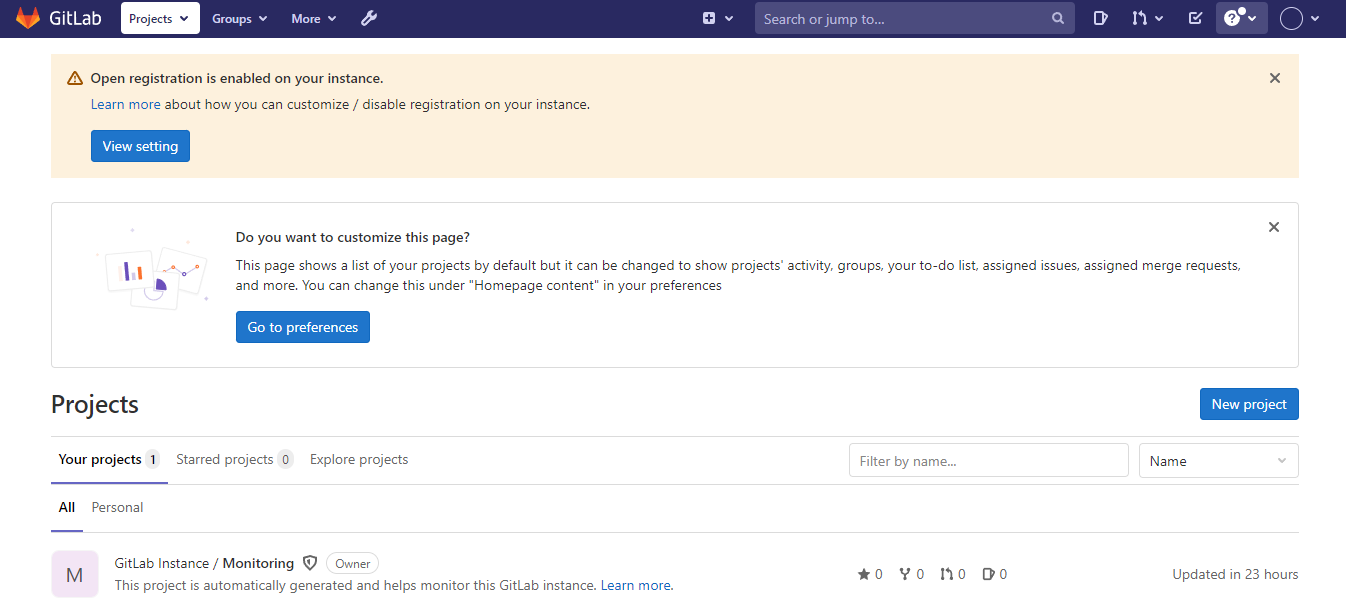 GitLab Projects Groups More Search or jump to... ?
Open registration is enabled on your instance.
Learn more about how you can customize / disable registration on your instance.
View setting
Do you want to customize this page?
This page shows a list of your projects by default but it can be changed to show projects' activity, groups, your to-do list, assigned issues, assigned merge requests,
and more. You can change this under "Homepage content" in your preferences
Go to preferences
Projects New project
Your projects 1 Starred projects 0 Explore projects Filter by name... Name
All Personal
M GitLab Instance / Monitoring Owner
This project is automatically generated and helps monitor this GitLab instance. Learn more.
0 0 0 0 Updated in 23 hours